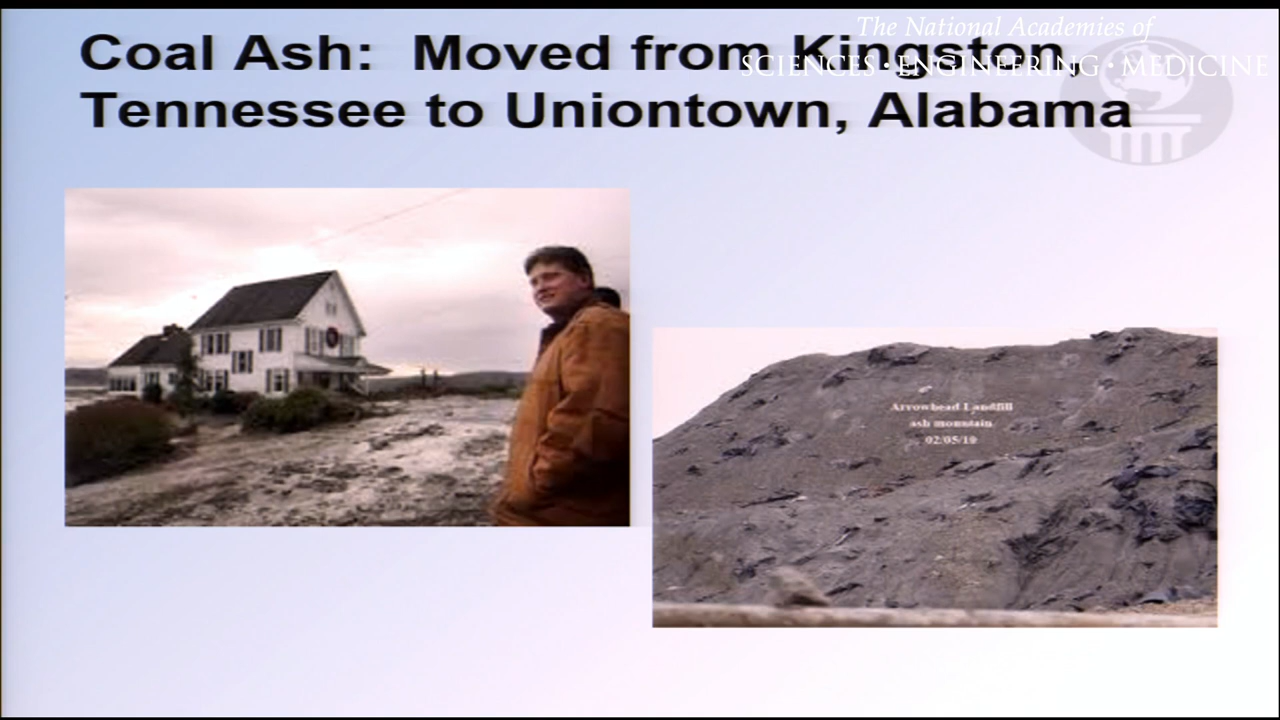 The National Academies of
SCIENCES · ENGINEERING · MEDICINE
Coal Ash: Moved from Kingston,
Tennessee to Uniontown, Alabama
Arrowhead Landfill
ash mountain
02/05/10